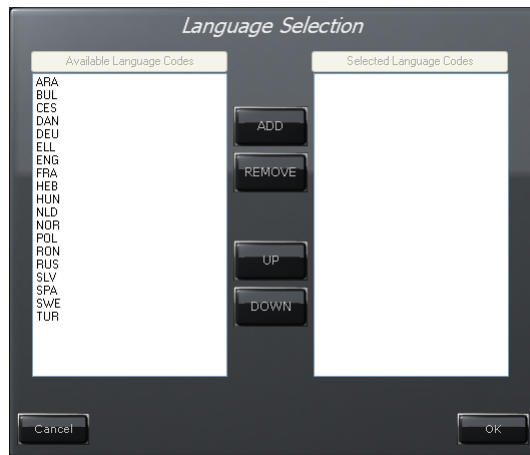 Language Selection
Available Language Codes
Selected Language Codes
ARA
BUL
CES
DAN
DEU
ELL
ENG
FRA
HEB
HUN
NLD
NOR
POL
RON
RUS
SLV
SPA
SWE
TUR
ADD
REMOVE
UP
DOWN
Cancel
OK